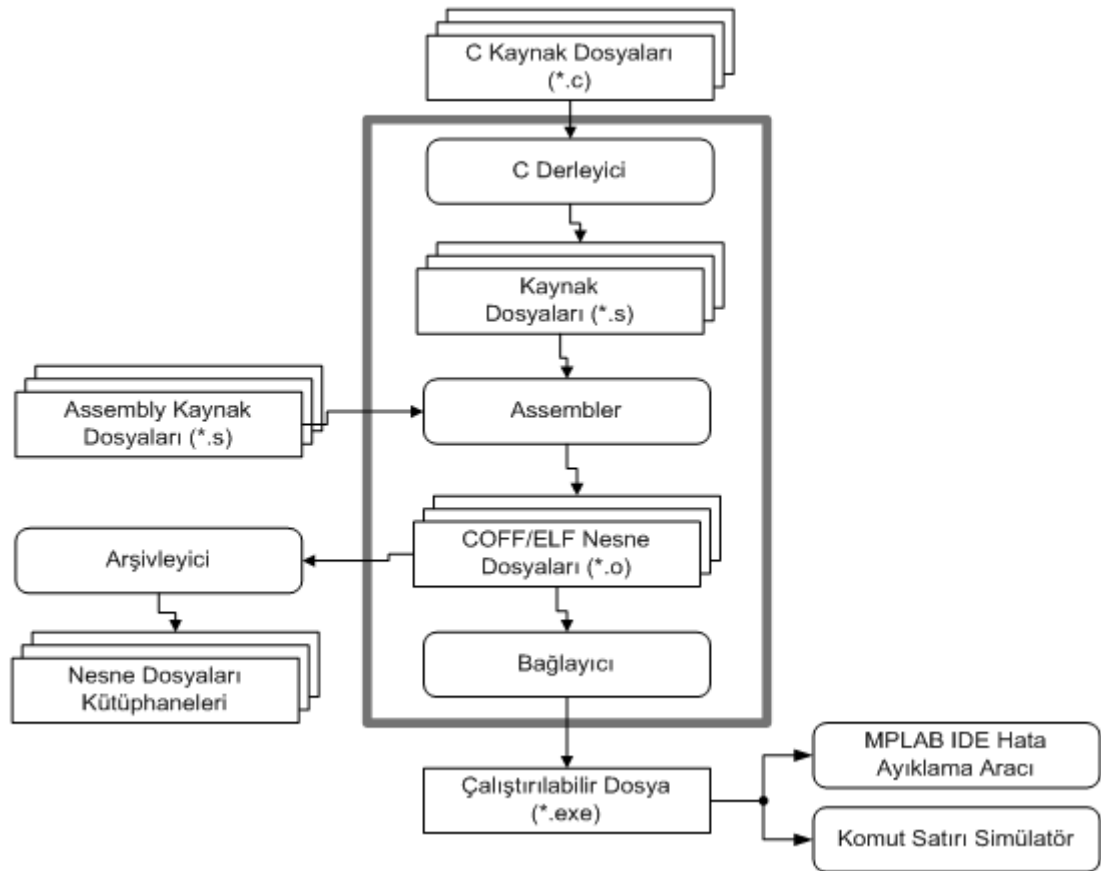 C Kaynak Dosyaları
(*.c)
C Derleyici
Kaynak
Dosyaları (*.s)
Assembly Kaynak
Dosyaları (*.s)
Assembler
COFF/ELF Nesne
Dosyaları (*.o)
Arşivleyici
Nesne Dosyaları
Kütüphaneleri
Bağlayıcı
Çalıştırılabilir Dosya
(*.exe)
MPLAB IDE Hata
Ayıklama Aracı
Komut Satırı Simülatör